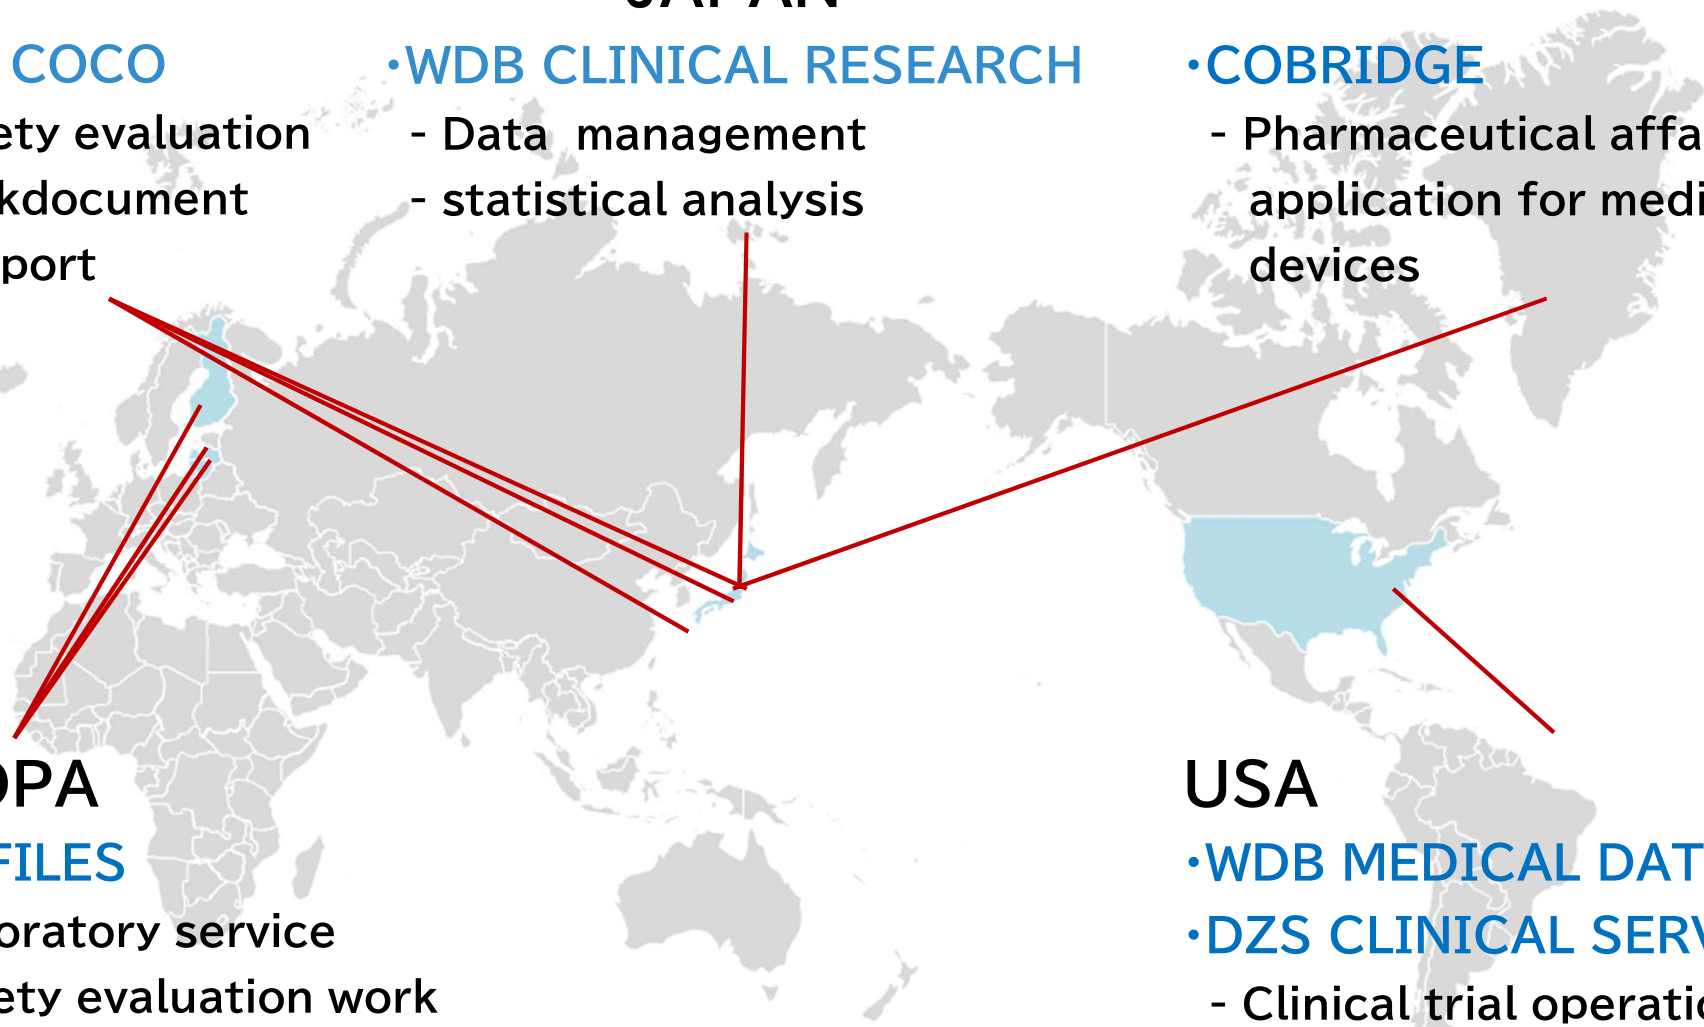 JAPAN
COCO
ety evaluation
kdocument
port
・WDB CLINICAL RESEARCH
- Data management
- statistical analysis
・COBRIDGE
- Pharmaceutical affa
application for medi
devices
OPA
FILES
oratory service
ety evaluation work
USA
・WDB MEDICAL DAT
・DZS CLINICAL SERV
- Clinical trial operatio